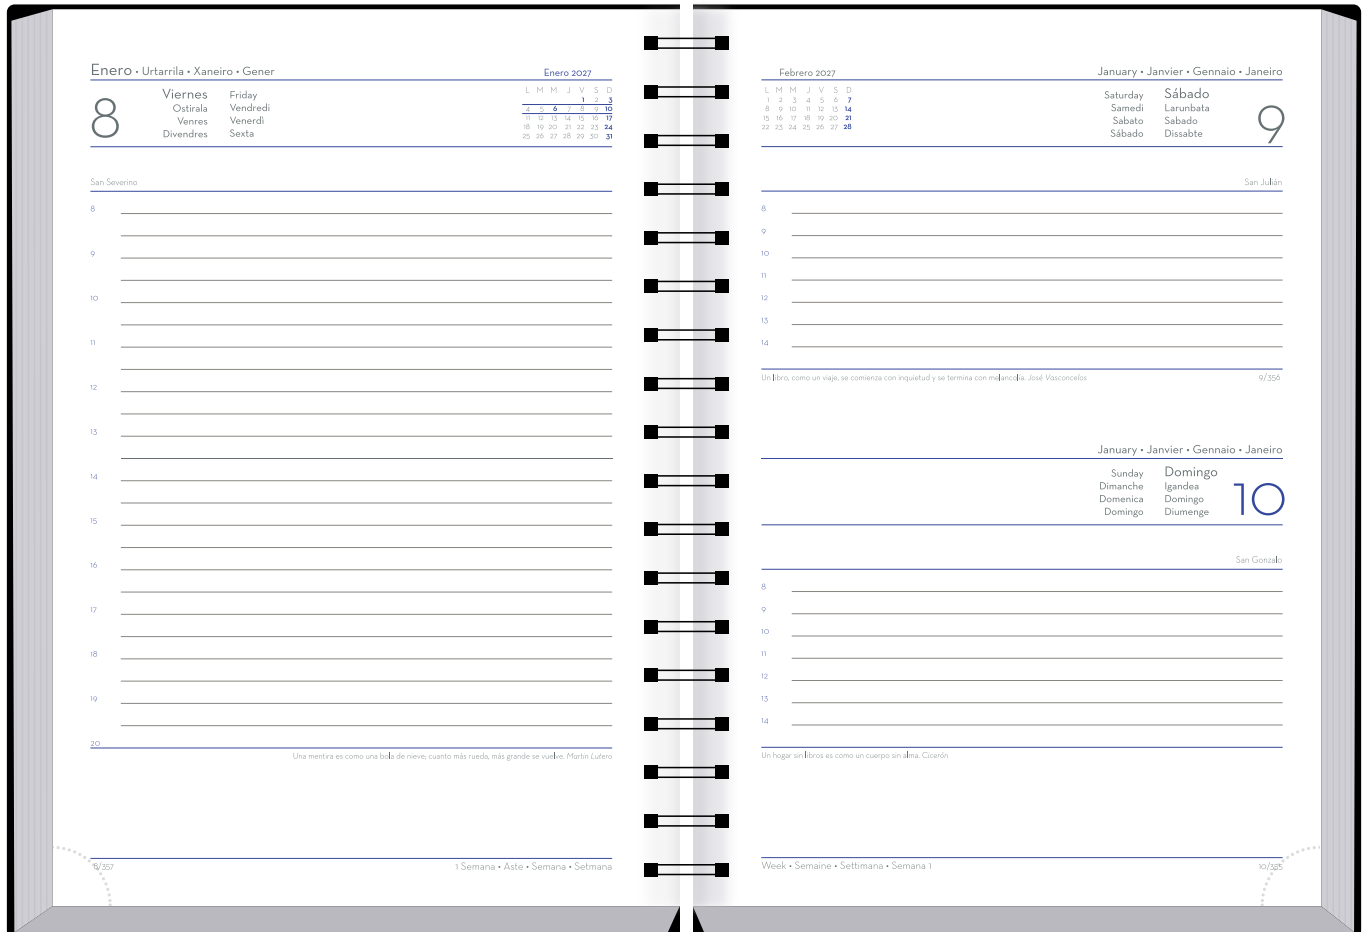 Enero • Urtarrila • Xaneiro • Gener
Enero 2027
8
Viernes Friday
Ostirala Vendredi
Venres Venerdì
Divendres Sexta
L M M J V S D
1 2 3
4 5 6 7 8 9 10
11 12 13 14 15 16 17
18 19 20 21 22 23 24
25 26 27 28 29 30 31
San Severino
8
9
10
11
12
13
14
15
16
17
18
19
20
Una mentira es como una bola de nieve; cuanto más rueda, más grande se vuelve. Martín Lutero
8/357
1 Semana • Aste • Semana • Setmana
Febrero 2027
January • Janvier • Gennaio • Janeiro
L M M J V S D
1 2 3 4 5 6 7
8 9 10 11 12 13 14
15 16 17 18 19 20 21
22 23 24 25 26 27 28
Saturday Sábado
Samedi Larunbata
Sabato Sabado
Sábado Dissabte
9
San Julián
8
9
10
11
12
13
14
Un libro, como un viaje, se comienza con inquietud y se termina con melancolía. José Vasconcelos
9/356
January • Janvier • Gennaio • Janeiro
Sunday Domingo
Dimanche Igandea
Domenica Domingo
Domingo Diumenge
10
San Gonzalo
8
9
10
11
12
13
14
Un hogar sin libros es como un cuerpo sin alma. Cicerón
Week • Semaine • Settimana • Semana 1
10/355